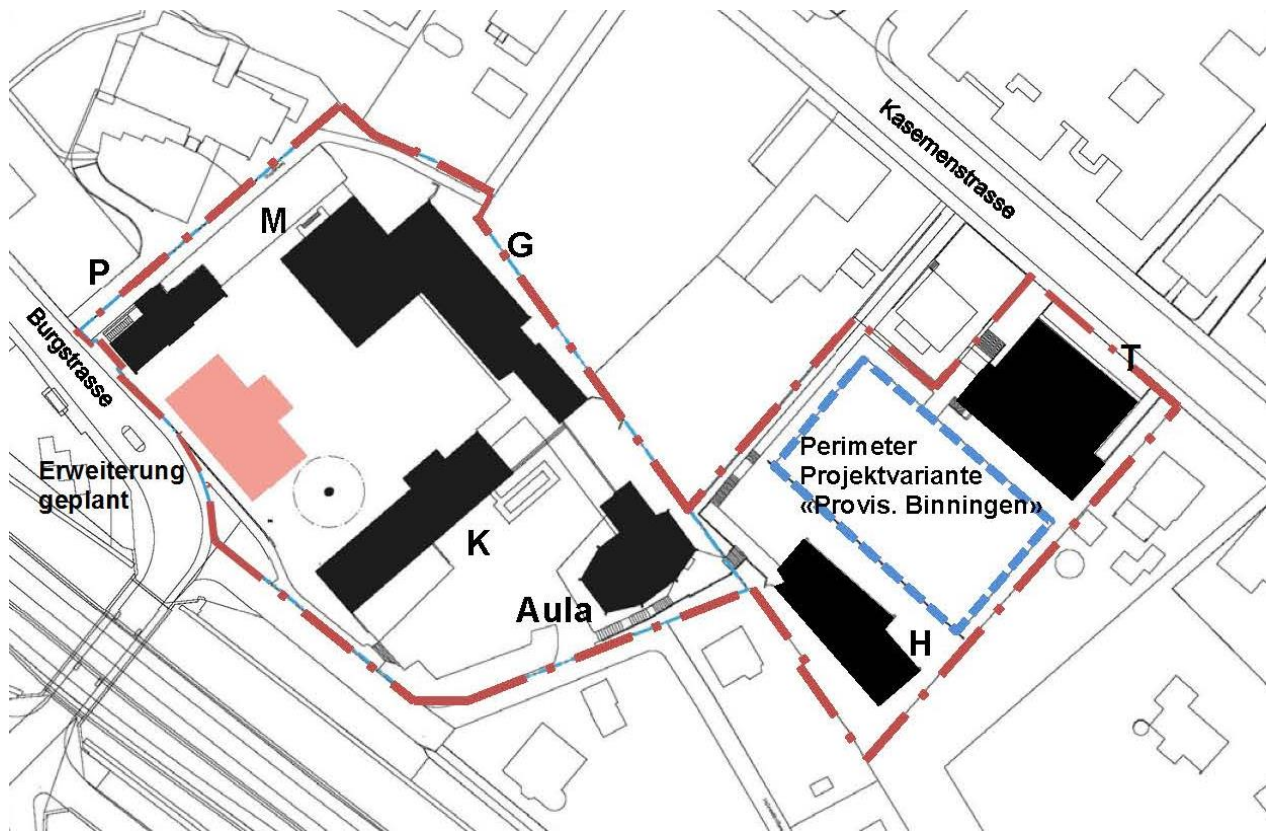 Kasernenstrasse
M
G
P
Burgstrasse
T
Perimeter
Projektvariante
«Provis. Binningen»
Erweiterung
geplant
K
Aula
H